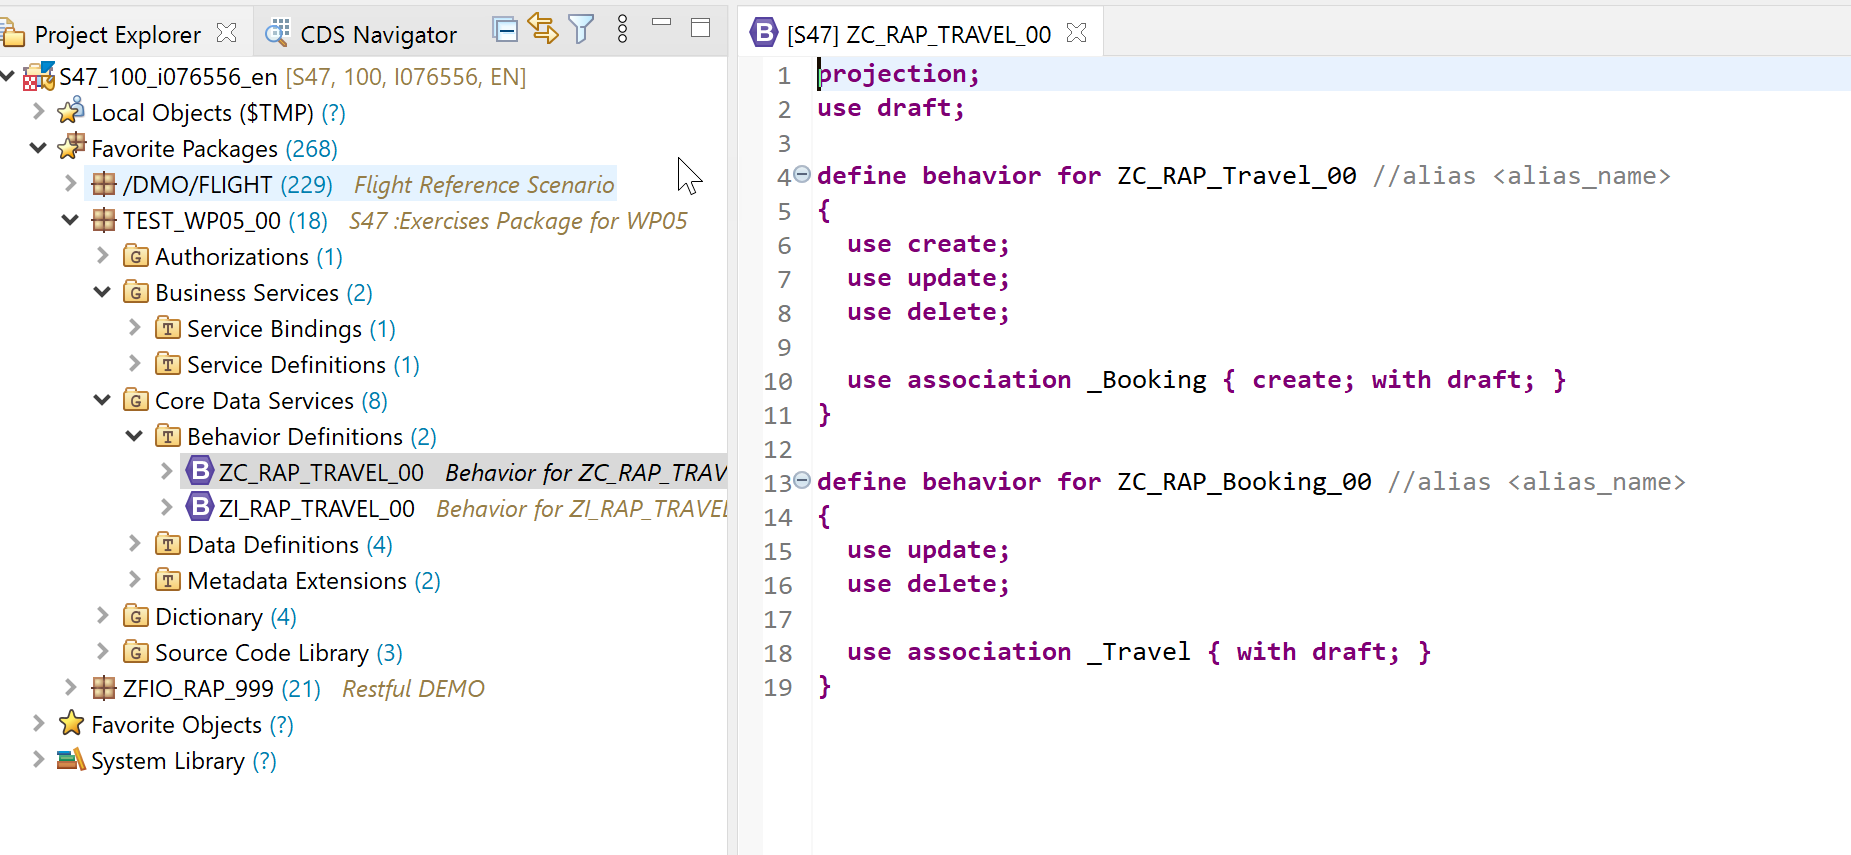 Project Explorer
CDS Navigator
S47_100_i076556_en [S47, 100, I076556, EN]
Local Objects ($TMP) (?)
Favorite Packages (268)
/DMO/FLIGHT (229) Flight Reference Scenario
TEST_WP05_00 (18) S47 :Exercises Package for WP05
G Authorizations (1)
G Business Services (2)
T Service Bindings (1)
T Service Definitions (1)
G Core Data Services (8)
T Behavior Definitions (2)
B ZC_RAP_TRAVEL_00 Behavior for ZC_RAP_TRAV
B ZI_RAP_TRAVEL_00 Behavior for ZI_RAP_TRAVEL
T Data Definitions (4)
T Metadata Extensions (2)
G Dictionary (4)
G Source Code Library (3)
ZFIO_RAP_999 (21) Restful DEMO
Favorite Objects (?)
System Library (?)
B [S47] ZC_RAP_TRAVEL_00
1 projection;
2 use draft;
3
4 define behavior for ZC_RAP_Travel_00 //alias <alias_name>
5 {
6 use create;
7 use update;
8 use delete;
9
10 use association _Booking { create; with draft; }
11 }
12
13 define behavior for ZC_RAP_Booking_00 //alias <alias_name>
14 {
15 use update;
16 use delete;
17
18 use association _Travel { with draft; }
19 }